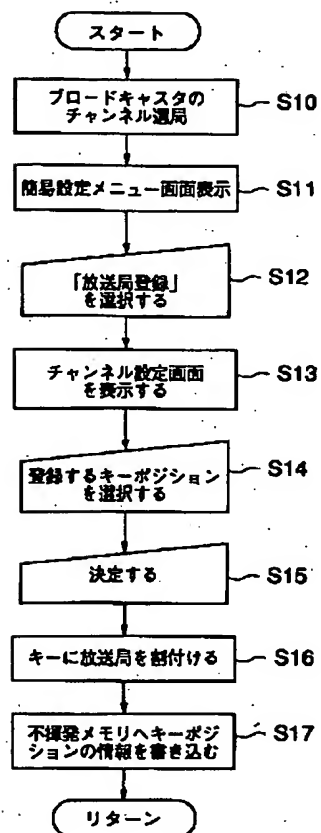 スタート
ブロードキャスタの
チャンネル選局
S10
簡易設定メニュー画面表示
S11
「放送局登録」
を選択する
S12
チャンネル設定画面
を表示する
S13
登録するキーポジション
を選択する
S14
決定する
S15
キーに放送局を割付ける
S16
不揮発メモリへキーポジ
ションの情報を書き込む
S17
リターン